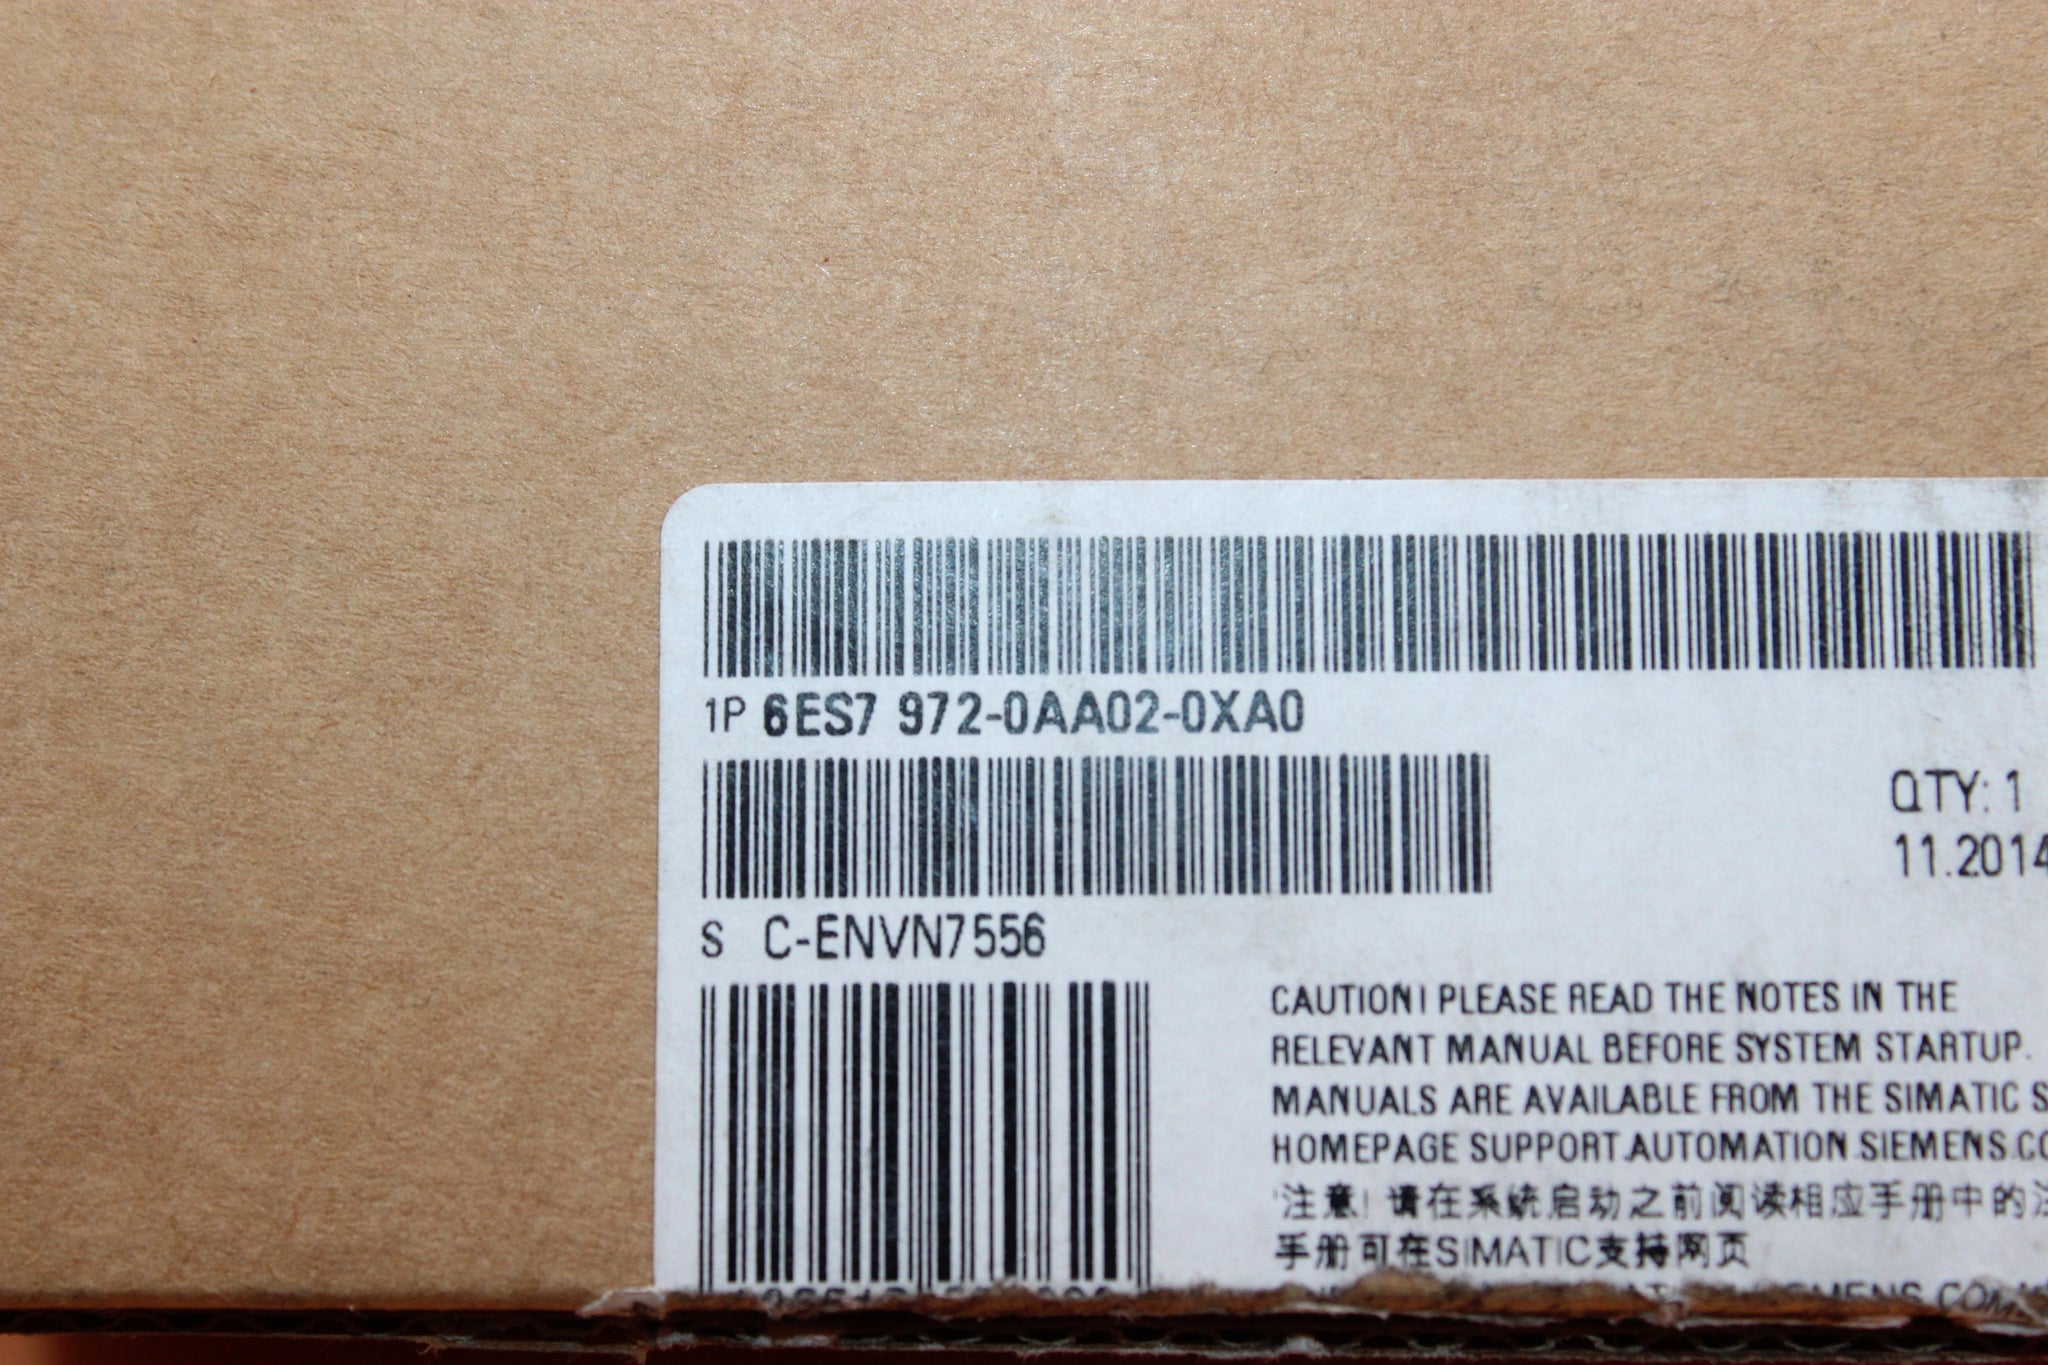 1P 6ES7 972-0AA02-0XA0
QTY: 1
11.2014
S C-ENVN7556
CAUTION! PLEASE READ THE NOTES IN THE
RELEVANT MANUAL BEFORE SYSTEM STARTUP.
MANUALS ARE AVAILABLE FROM THE SIMATIC S
HOMEPAGE SUPPORT.AUTOMATION.SIEMENS.CO
注意! 请在系统启动之前阅读相应手册中的注
手册可在SIMATIC支持网页